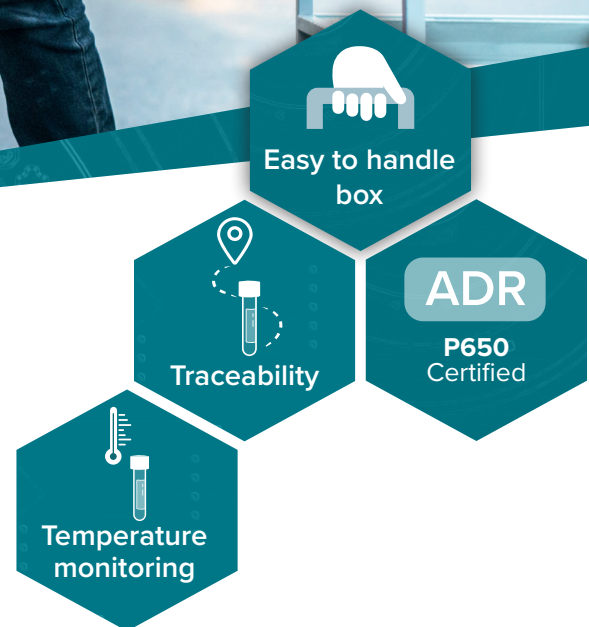 Easy to handle
box
Traceability
ADR
P650
Certified
Temperature
monitoring